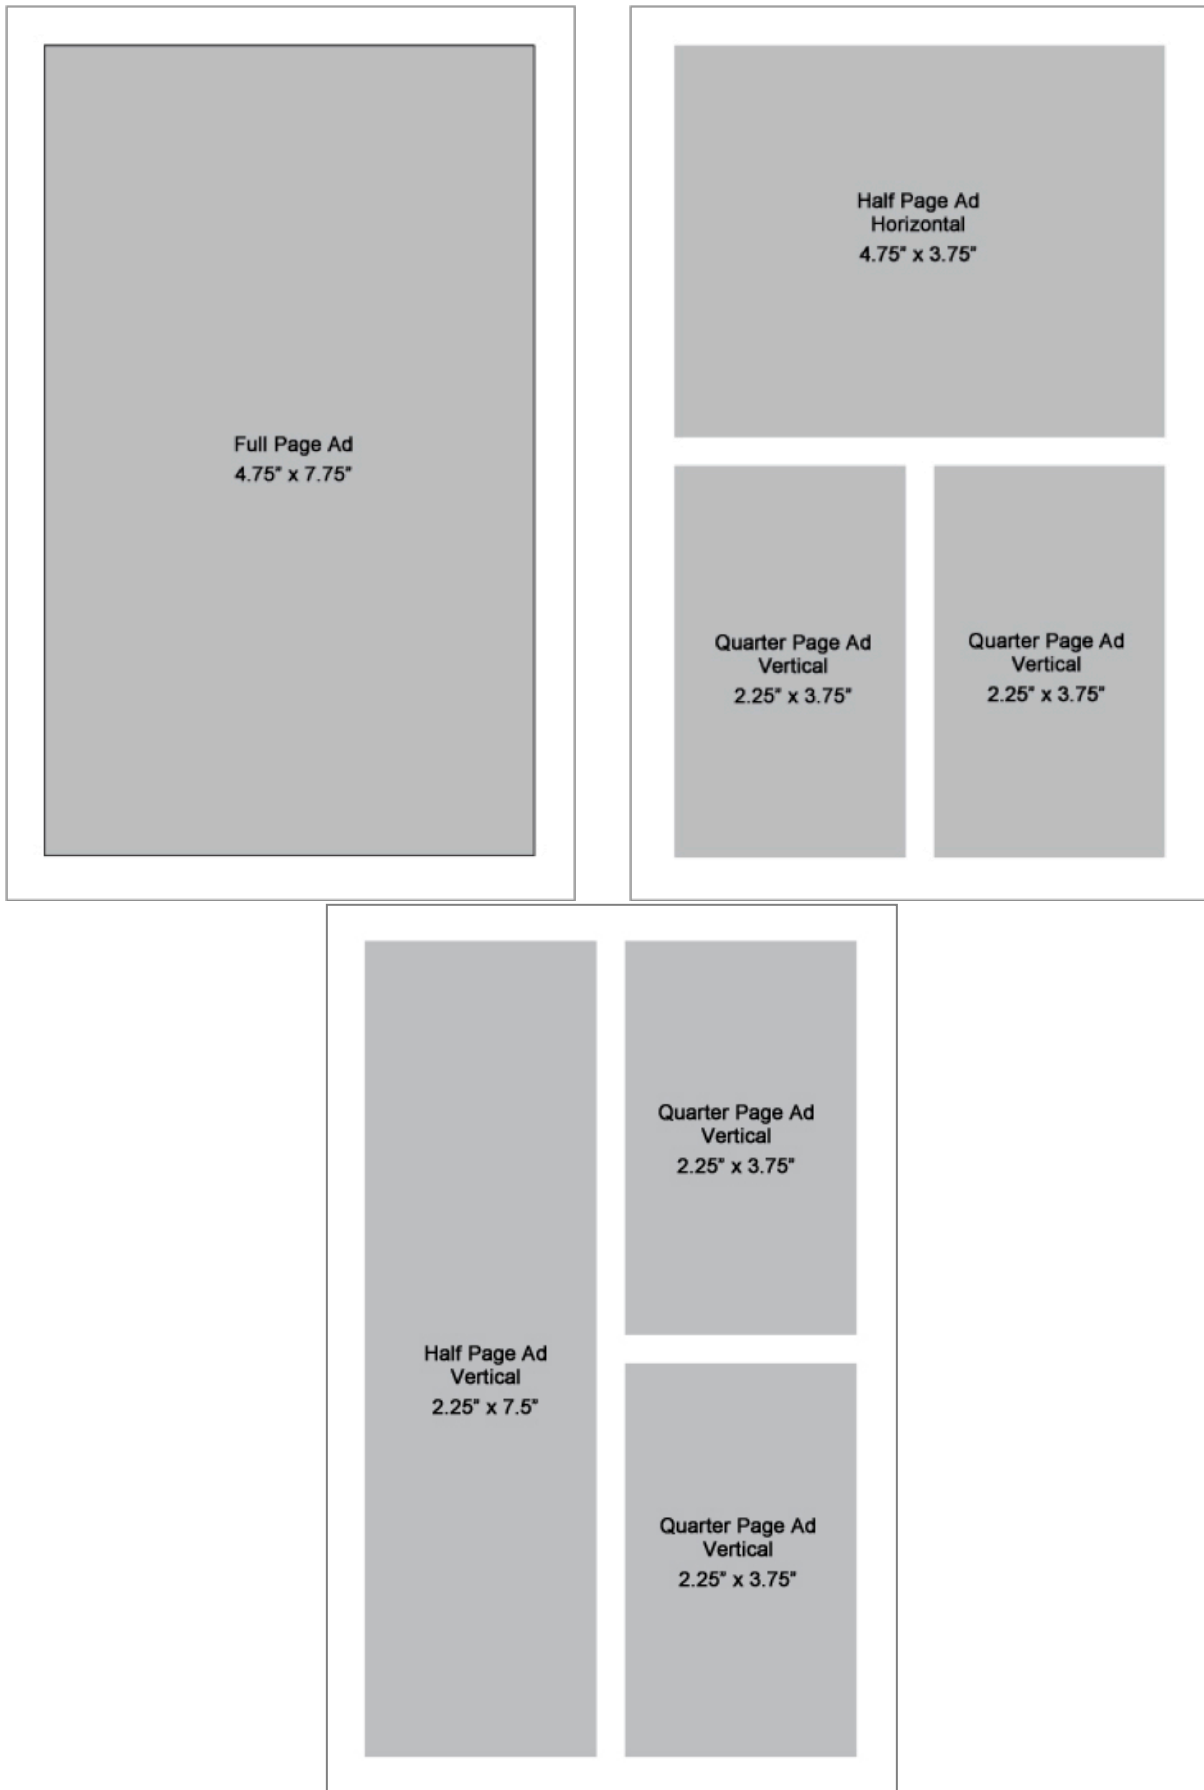 Full Page Ad
4.75" x 7.75"
Half Page Ad
Horizontal
4.75" x 3.75"
Quarter Page Ad
Vertical
2.25" x 3.75"
Quarter Page Ad
Vertical
2.25" x 3.75"
Half Page Ad
Vertical
2.25" x 7.5"
Quarter Page Ad
Vertical
2.25" x 3.75"
Quarter Page Ad
Vertical
2.25" x 3.75"